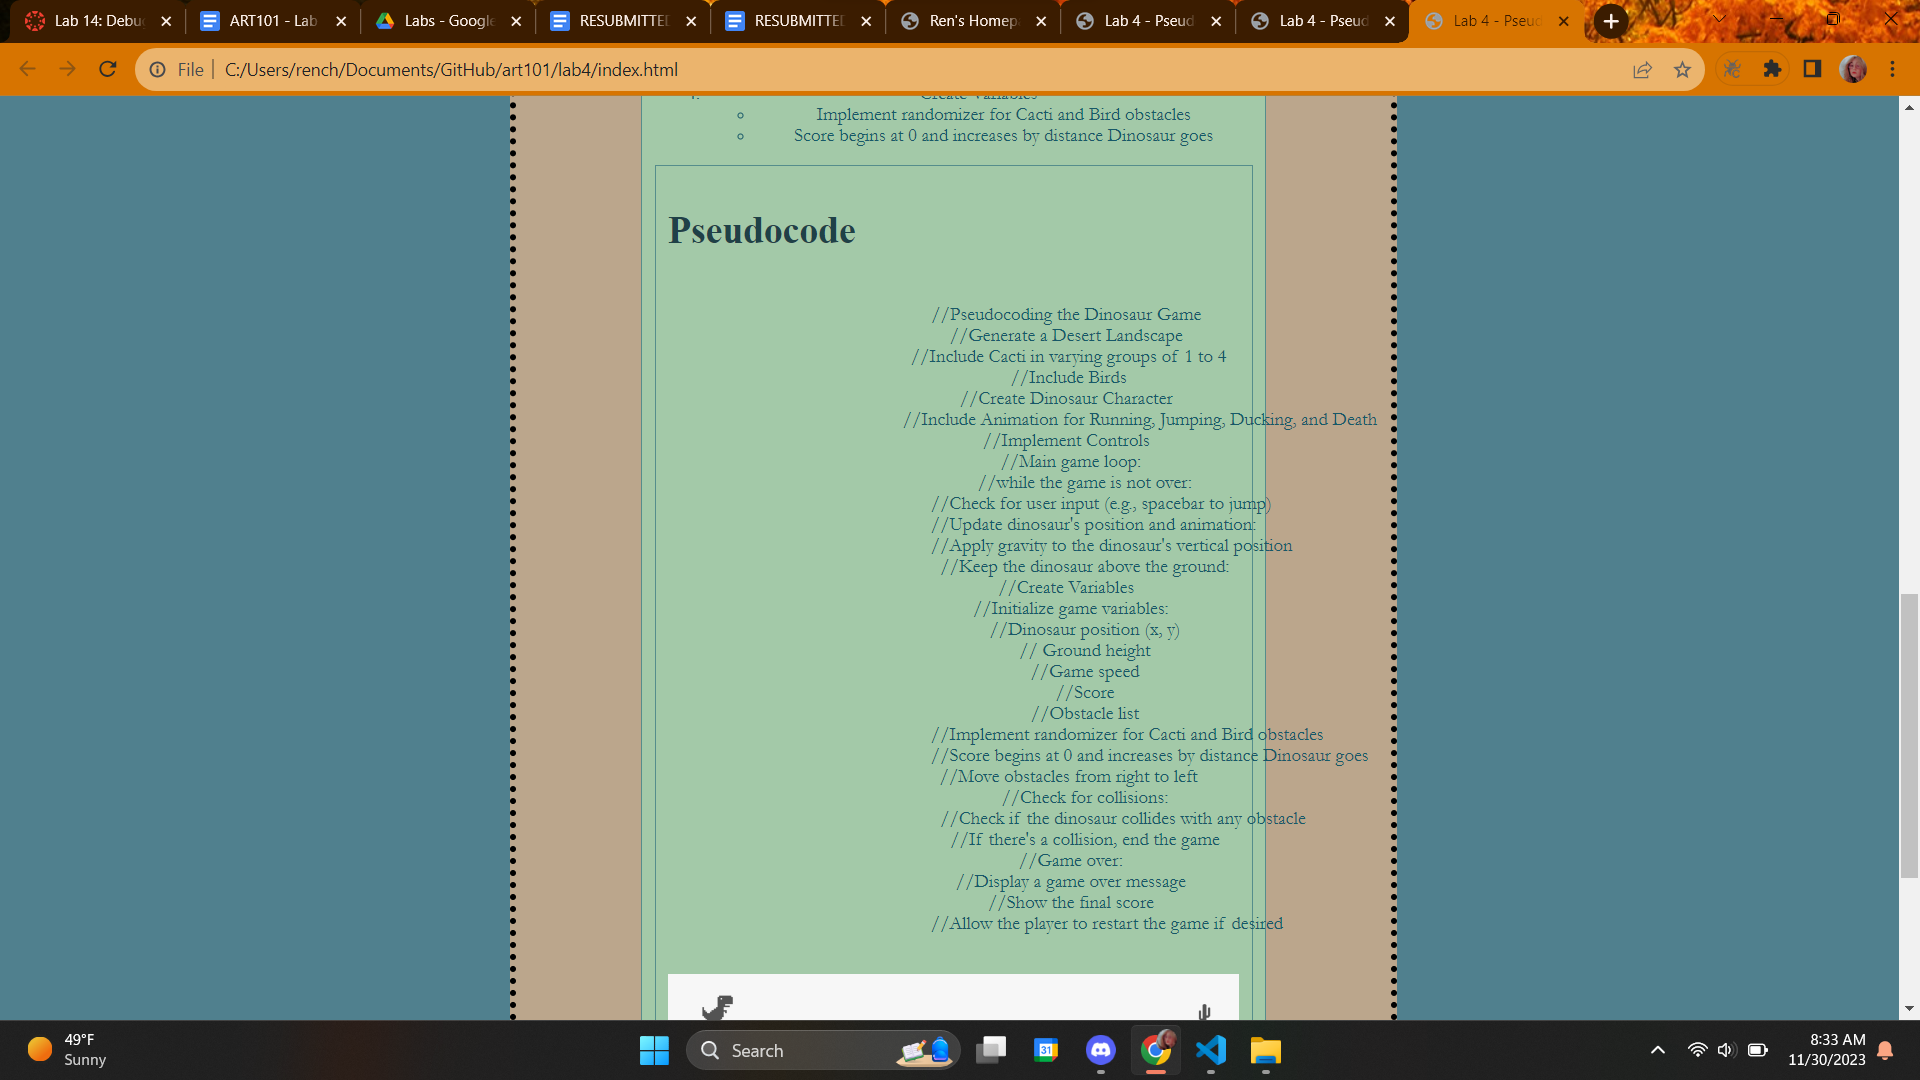 Lab 14: Debu
ART101 - Lab
Labs - Google
RESUBMITTE
RESUBMITTE
Ren's Homep
Lab 4 - Pseud
Lab 4 - Pseud
Lab 4 - Pseud
File
C:/Users/rench/Documents/GitHub/art101/lab4/index.html
Create Variables
Implement randomizer for Cacti and Bird obstacles
Score begins at 0 and increases by distance Dinosaur goes
Pseudocode
//Pseudocoding the Dinosaur Game
//Generate a Desert Landscape
//Include Cacti in varying groups of 1 to 4
//Include Birds
//Create Dinosaur Character
//Include Animation for Running, Jumping, Ducking, and Death
//Implement Controls
//Main game loop:
//while the game is not over:
//Check for user input (e.g., spacebar to jump)
//Update dinosaur's position and animation:
//Apply gravity to the dinosaur's vertical position
//Keep the dinosaur above the ground:
//Create Variables
//Initialize game variables:
//Dinosaur position (x, y)
// Ground height
//Game speed
//Score
//Obstacle list
//Implement randomizer for Cacti and Bird obstacles
//Score begins at 0 and increases by distance Dinosaur goes
//Move obstacles from right to left
//Check for collisions:
//Check if the dinosaur collides with any obstacle
//If there's a collision, end the game
//Game over:
//Display a game over message
//Show the final score
//Allow the player to restart the game if desired
49°F
Sunny
Search
31
8:33 AM
11/30/2023